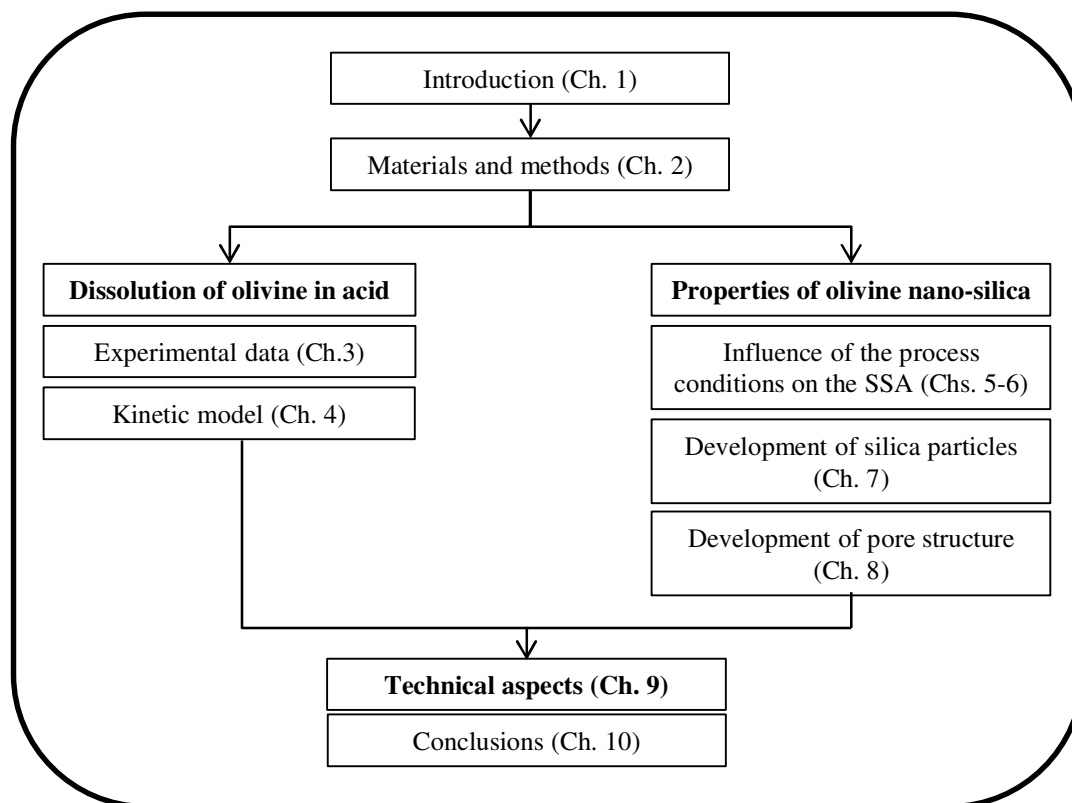 Introduction (Ch. 1)
Materials and methods (Ch. 2)
Dissolution of olivine in acid
Experimental data (Ch.3)
Kinetic model (Ch. 4)
Properties of olivine nano-silica
Influence of the process
conditions on the SSA (Chs. 5-6)
Development of silica particles
(Ch. 7)
Development of pore structure
(Ch. 8)
Technical aspects (Ch. 9)
Conclusions (Ch. 10)